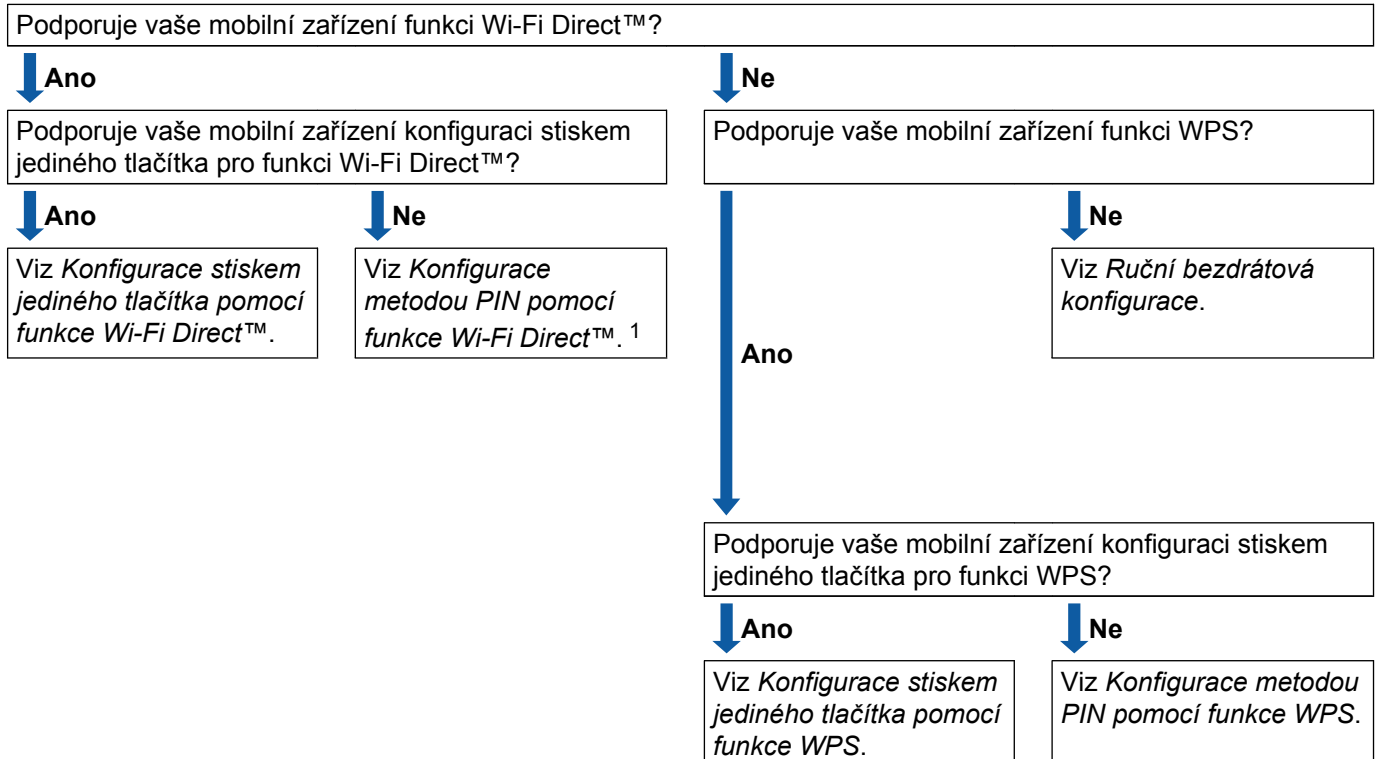 Podporuje vaše mobilní zařízení funkci Wi-Fi Direct™?
Ano
Ne
Podporuje vaše mobilní zařízení konfiguraci stiskem
jediného tlačítka pro funkci Wi-Fi Direct™?
Podporuje vaše mobilní zařízení funkci WPS?
Ano
Ne
Ne
Viz Konfigurace stiskem
jediného tlačítka pomocí
funkce Wi-Fi Direct™.
Viz Konfigurace
metodou PIN pomocí
funkce Wi-Fi Direct™. 1
Viz Ruční bezdrátová
konfigurace.
Ano
Podporuje vaše mobilní zařízení konfiguraci stiskem
jediného tlačítka pro funkci WPS?
Ano
Ne
Viz Konfigurace stiskem
jediného tlačítka pomocí
funkce WPS.
Viz Konfigurace metodou
PIN pomocí funkce WPS.